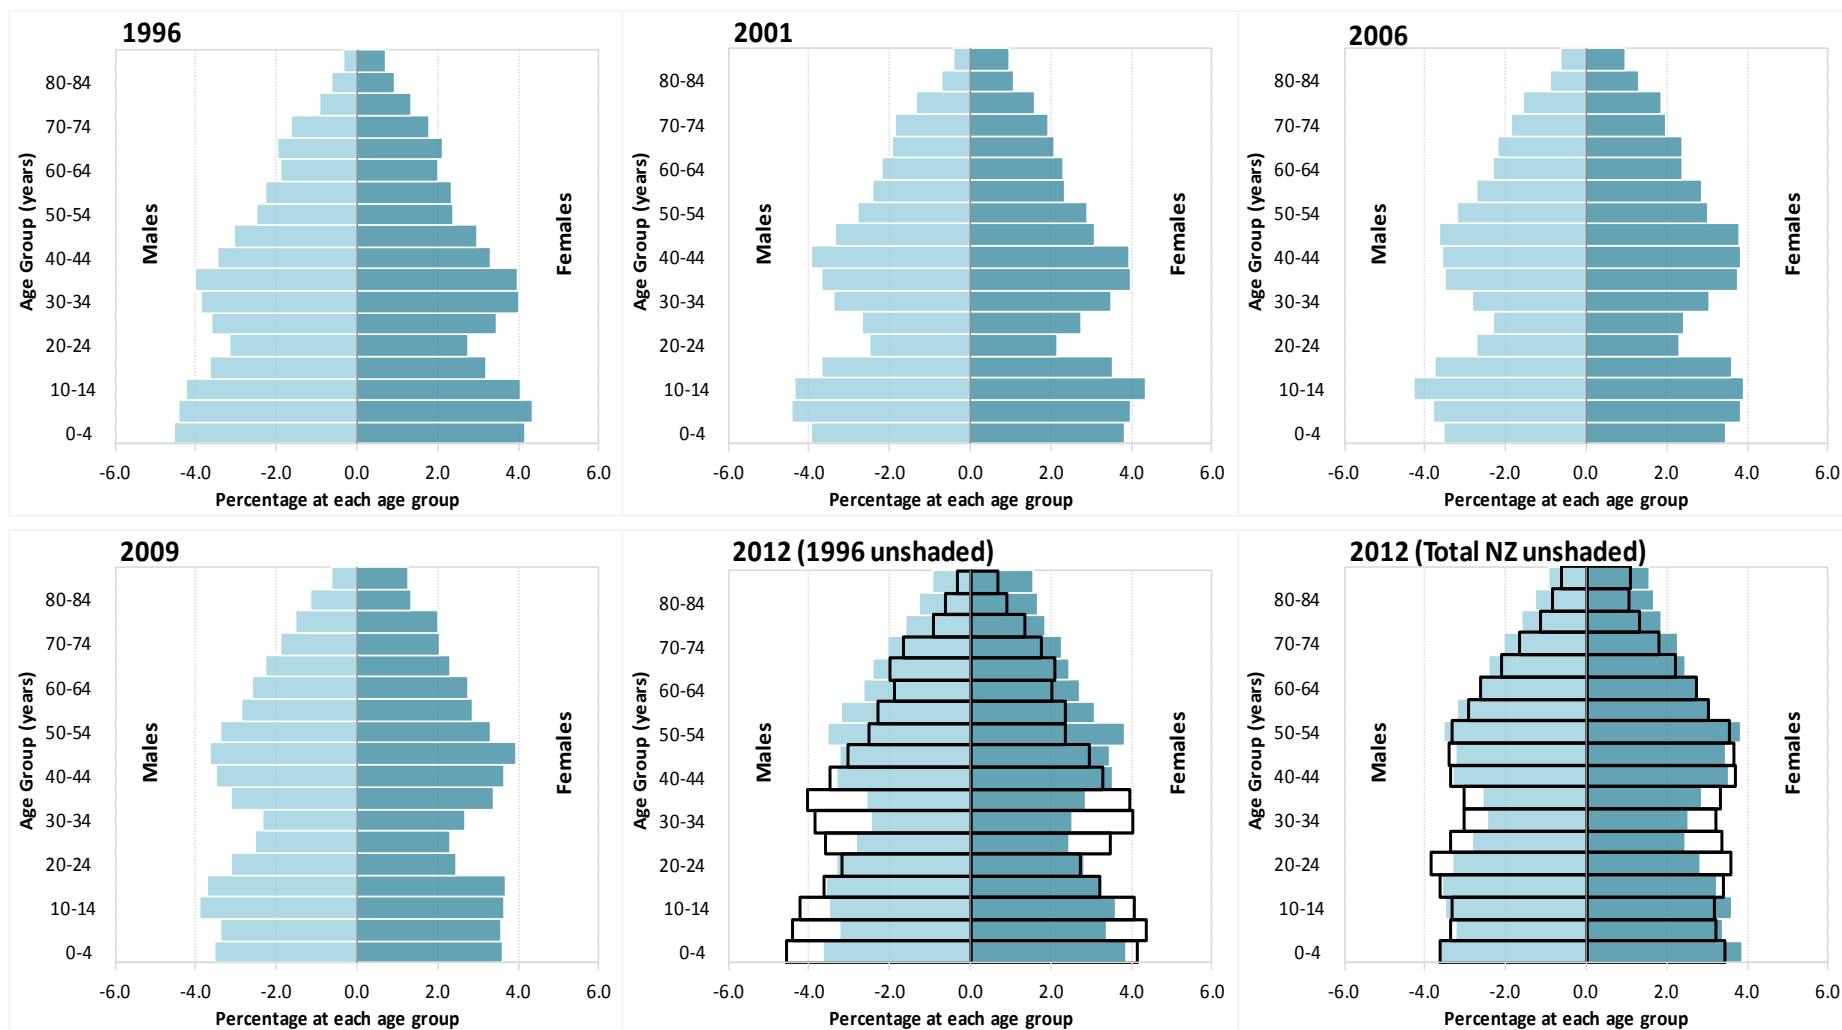 1996
80-84
70-74
60-64
50-54
40-44
30-34
20-24
10-14
0-4
Age Group (years)
Males
Females
-6.0 -4.0 -2.0 0.0 2.0 4.0 6.0
Percentage at each age group
2001
80-84
70-74
60-64
50-54
40-44
30-34
20-24
10-14
0-4
Age Group (years)
Males
Females
-6.0 -4.0 -2.0 0.0 2.0 4.0 6.0
Percentage at each age group
2006
80-84
70-74
60-64
50-54
40-44
30-34
20-24
10-14
0-4
Age Group (years)
Males
Females
-6.0 -4.0 -2.0 0.0 2.0 4.0 6.0
Percentage at each age group
2009
80-84
70-74
60-64
50-54
40-44
30-34
20-24
10-14
0-4
Age Group (years)
Males
Females
-6.0 -4.0 -2.0 0.0 2.0 4.0 6.0
Percentage at each age group
2012 (1996 unshaded)
80-84
70-74
60-64
50-54
40-44
30-34
20-24
10-14
0-4
Age Group (years)
Males
Females
-6.0 -4.0 -2.0 0.0 2.0 4.0 6.0
Percentage at each age group
2012 (Total NZ unshaded)
80-84
70-74
60-64
50-54
40-44
30-34
20-24
10-14
0-4
Age Group (years)
Males
Females
-6.0 -4.0 -2.0 0.0 2.0 4.0 6.0
Percentage at each age group